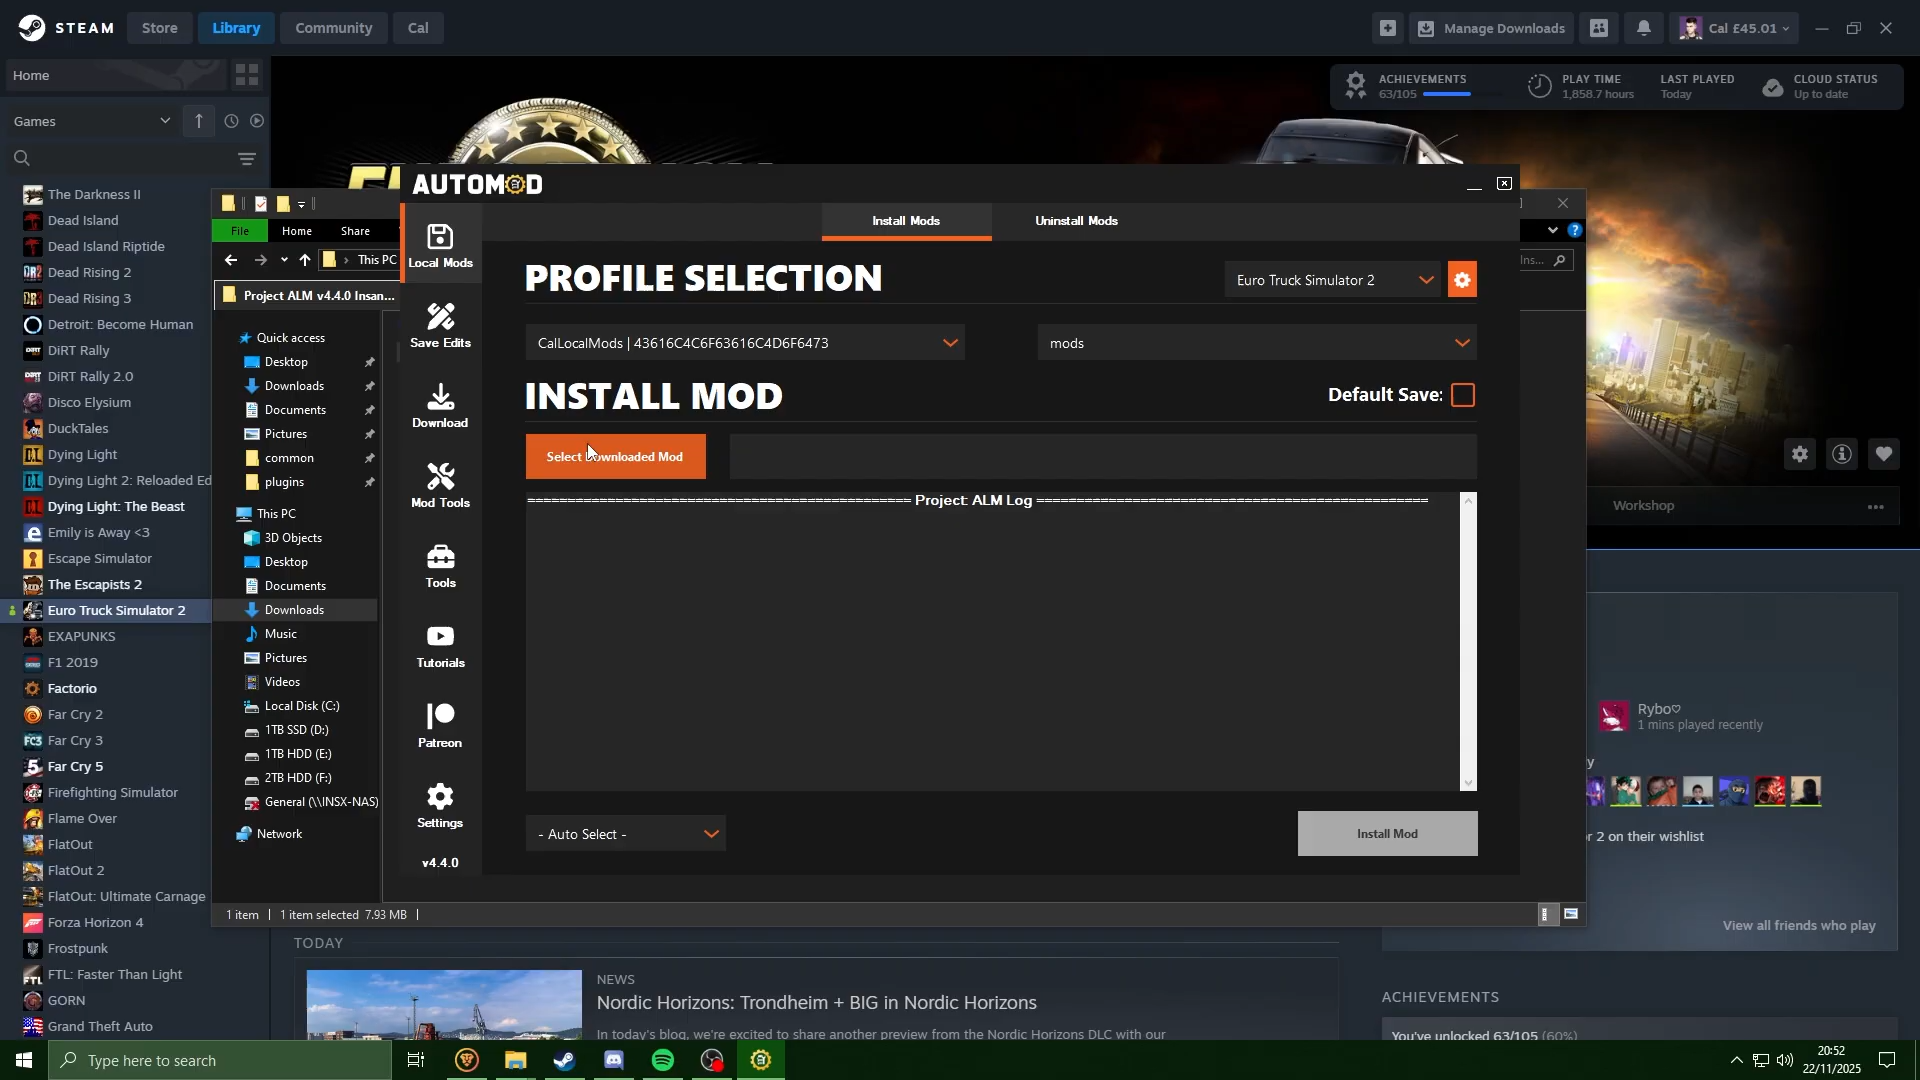 STEAM
Store
Library
Community
Cal
Manage Downloads
Cal £45.01
Home
Games
ACHIEVEMENTS
63/105
PLAY TIME
1,858.7 hours
LAST PLAYED
Today
CLOUD STATUS
Up to date
The Darkness II
Dead Island
Dead Island Riptide
Dead Rising 2
Dead Rising 3
Detroit: Become Human
DiRT Rally
DiRT Rally 2.0
Disco Elysium
DuckTales
Dying Light
Dying Light 2: Reloaded Ed
Dying Light: The Beast
Emily is Away <3
Escape Simulator
The Escapists 2
Euro Truck Simulator 2
EXAPUNKS
F1 2019
Factorio
Far Cry 2
Far Cry 3
Far Cry 5
Firefighting Simulator
Flame Over
FlatOut
FlatOut 2
FlatOut: Ultimate Carnage
Forza Horizon 4
Frostpunk
FTL: Faster Than Light
GORN
Grand Theft Auto
File
Home
Share
This PC
Ins...
Project ALM v4.4.0 Insan...
Quick access
Desktop
Downloads
Documents
Pictures
common
plugins
This PC
3D Objects
Desktop
Documents
Downloads
Music
Pictures
Videos
Local Disk (C:)
1TB SSD (D:)
1TB HDD (E:)
2TB HDD (F:)
General (\\INSX-NAS)
Network
1 item
1 item selected 7.93 MB
AUTOMOD
Local Mods
Save Edits
Download
Mod Tools
Tools
Tutorials
Patreon
Settings
v4.4.0
Install Mods
Uninstall Mods
PROFILE SELECTION
Euro Truck Simulator 2
CalLocalMods | 43616C4C6F63616C4D6F6473
mods
INSTALL MOD
Default Save:
Select Downloaded Mod
Project: ALM Log
- Auto Select -
Install Mod
Workshop
Rybo♡
1 mins played recently
y
or 2 on their wishlist
View all friends who play
TODAY
NEWS
Nordic Horizons: Trondheim + BIG in Nordic Horizons
In today's blog, we're excited to share another preview from the Nordic Horizons DLC with our
ACHIEVEMENTS
You've unlocked 63/105 (60%)
Type here to search
20:52
22/11/2025